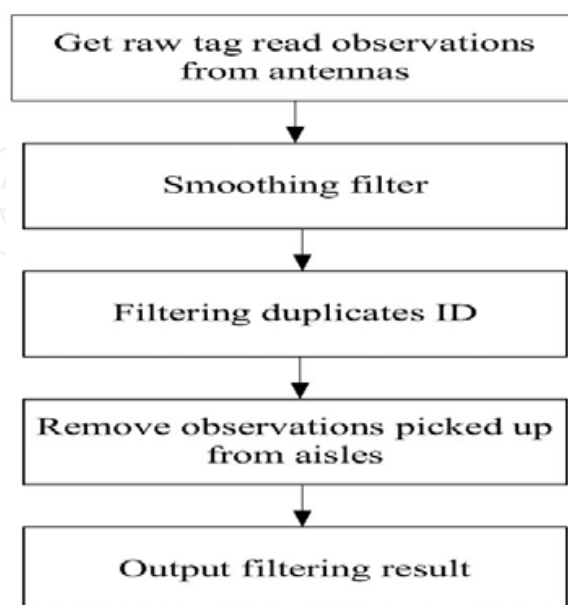 Get raw tag read observations
from antennas
Smoothing filter
Filtering duplicates ID
Remove observations picked up
from aisles
Output filtering result